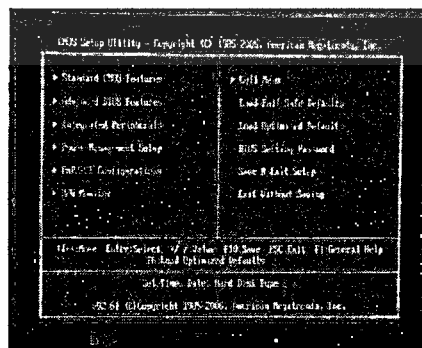 CMOS Setup Utility - Copyright (C) 1985-2005, American Megatrends, Inc.
▶ Standard CMOS Features
▶ Advanced BIOS Features
▶ Integrated Peripherals
▶ Power Management Setup
▶ PnP/PCI Configurations
▶ H/W Monitor
▶ Cell Menu
Load Fail-Safe Defaults
Load Optimized Defaults
BIOS Setting Password
Save & Exit Setup
Exit Without Saving
Move Enter:Select +/-/:Value F10:Save ESC:Exit F1:General Help
Load Optimized Defaults
Set Time, Date, Hard Disk Type
(C)Copyright 1985-2006, American Megatrends, Inc.